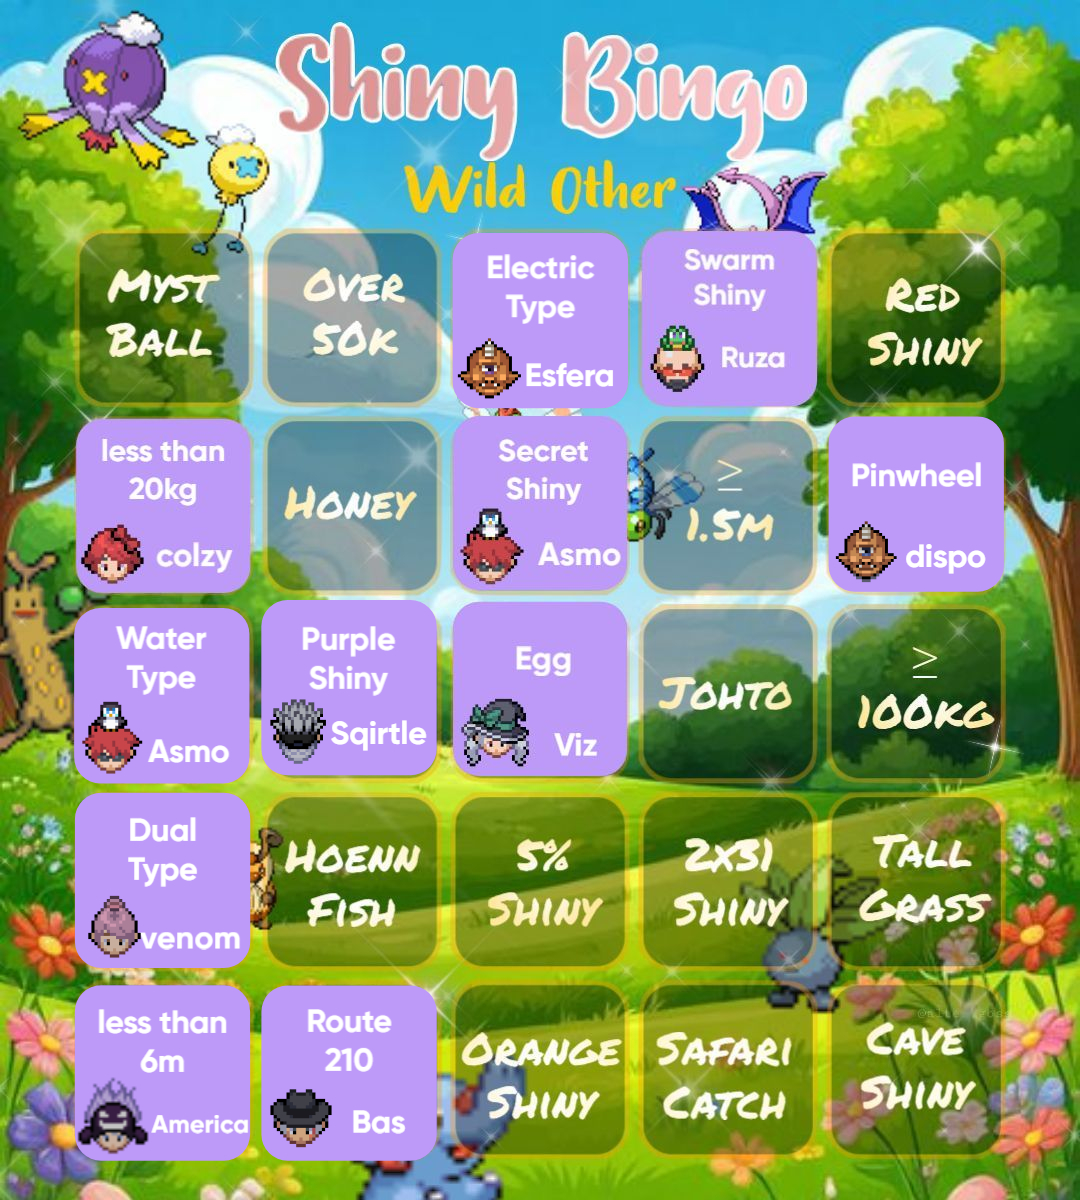 Shiny Bingo
Wild Other
Myst
Ball
Over
50k
Electric
Type
Esfera
Swarm
Shiny
Ruza
Red
Shiny
less than
20kg
colzy
Honey
Secret
Shiny
Asmo
≥
1.5m
Pinwheel
dispo
Water
Type
Asmo
Purple
Shiny
Sqirtle
Egg
Viz
Johto
≥
100kg
Dual
Type
venom
Hoenn
Fish
5%
Shiny
2x31
Shiny
Tall
Grass
less than
6m
America
Route
210
Bas
Orange
Shiny
Safari
Catch
Cave
Shiny